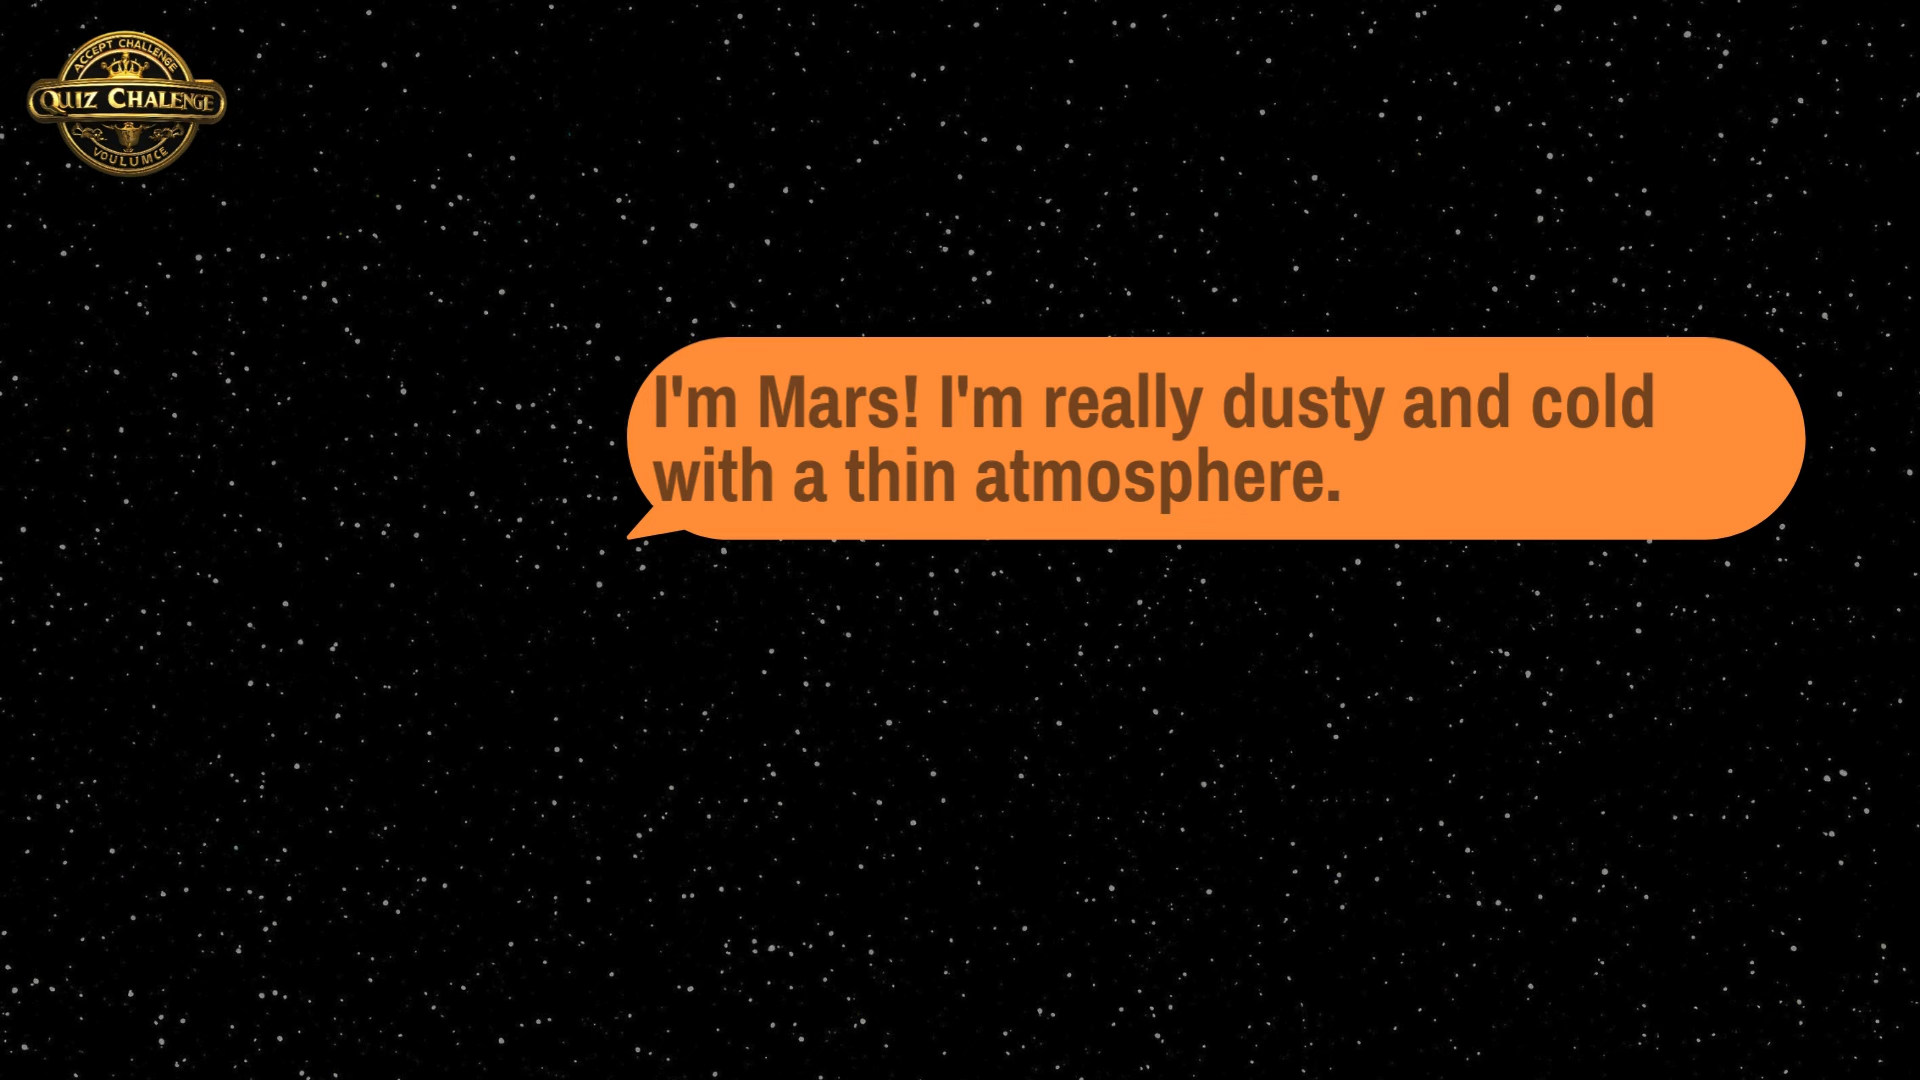 ACCEPT CHALLENGE
QUIZ CHALENGE
VOULUMCE
I'm Mars! I'm really dusty and cold
with a thin atmosphere.